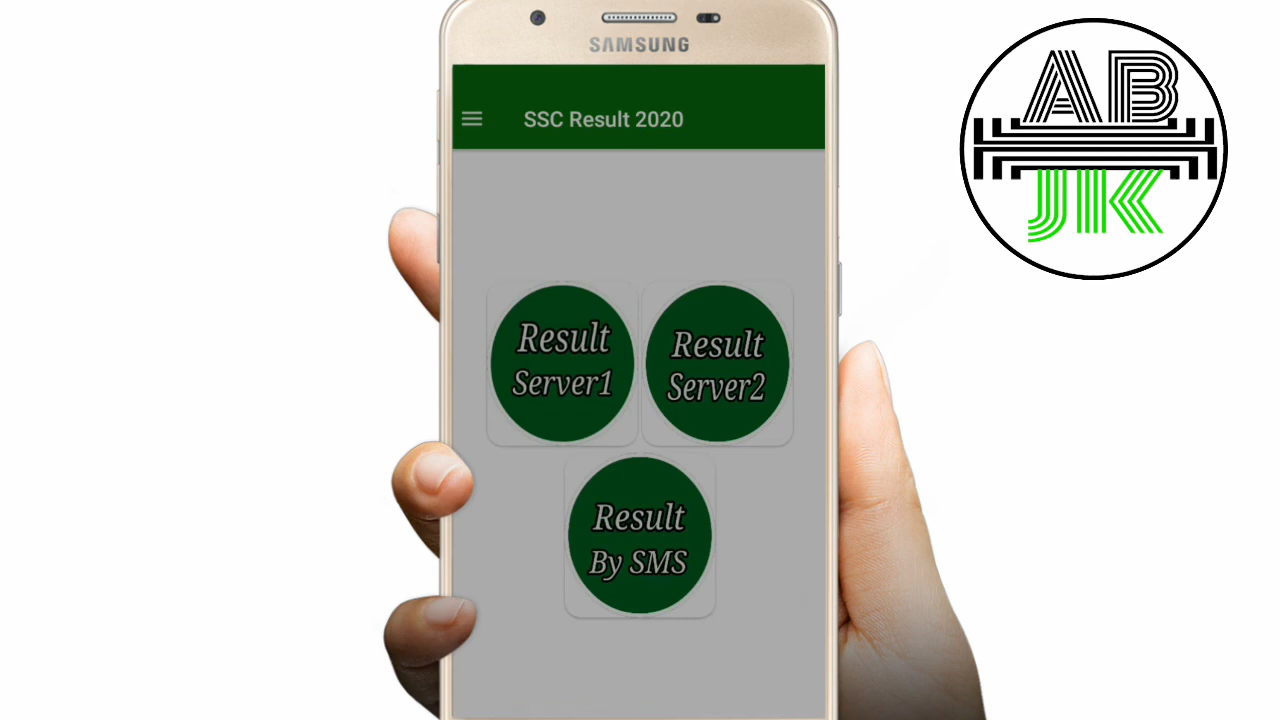 SAMSUNG
SSC Result 2020
Result
Server1
Result
Server2
Result
By SMS
AB
JK